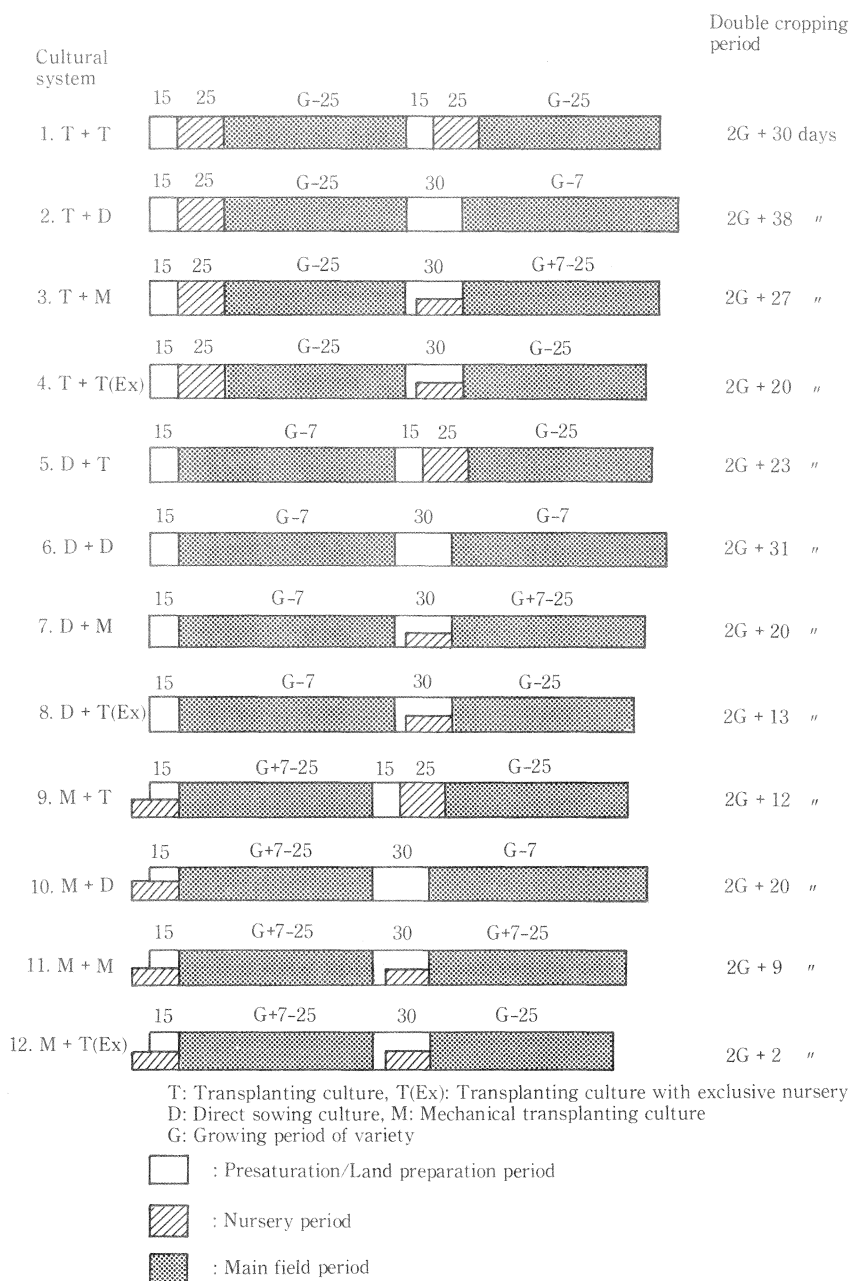 Double cropping
period
Cultural
system
15 25 G-25 15 25 G-25
1. T + T 2G + 30 days
15 25 G-25 30 G-7
2. T + D 2G + 38 〃
15 25 G-25 30 G+7-25
3. T + M 2G + 27 〃
15 25 G-25 30 G-25
4. T + T(Ex) 2G + 20 〃
15 G-7 15 25 G-25
5. D + T 2G + 23 〃
15 G-7 30 G-7
6. D + D 2G + 31 〃
15 G-7 30 G+7-25
7. D + M 2G + 20 〃
15 G-7 30 G-25
8. D + T(Ex) 2G + 13 〃
15 G+7-25 15 25 G-25
9. M + T 2G + 12 〃
15 G+7-25 30 G-7
10. M + D 2G + 20 〃
15 G+7-25 30 G+7-25
11. M + M 2G + 9 〃
15 G+7-25 30 G-25
12. M + T(Ex) 2G + 2 〃
T: Transplanting culture, T(Ex): Transplanting culture with exclusive nursery
D: Direct sowing culture, M: Mechanical transplanting culture
G: Growing period of variety
: Presaturation/Land preparation period
: Nursery period
: Main field period